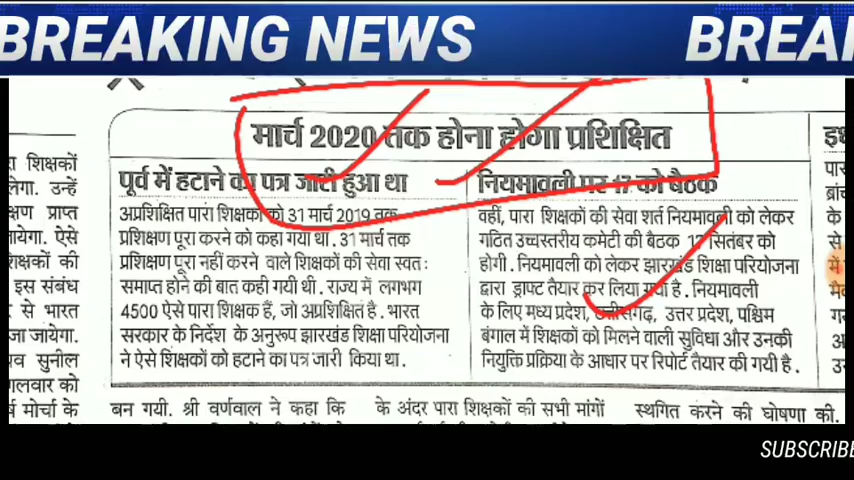 BREAKING NEWS
BREA
मार्च 2020 तक होना होगा प्रशिक्षित
पूर्व में हटाने का पत्र जारी हुआ था
अप्रशिक्षित पारा शिक्षकों को 31 मार्च 2019 तक
प्रशिक्षण पूरा करने को कहा गया था. 31 मार्च तक
प्रशिक्षण पूरा नहीं करने वाले शिक्षकों की सेवा स्वत:
समाप्त होने की बात कही गयी थी. राज्य में लगभग
4500 ऐसे पारा शिक्षक हैं, जो अप्रशिक्षित है. भारत
सरकार के निर्देश के अनुरूप झारखंड शिक्षा परियोजना
ने ऐसे शिक्षकों को हटाने का पत्र जारी किया था.
नियमावली पर 17 को बैठक
वहीं, पारा शिक्षकों की सेवा शर्त नियमावली को लेकर
गठित उच्चस्तरीय कमेटी की बैठक 17 सितंबर को
होगी. नियमावली को लेकर झारखंड शिक्षा परियोजना
द्वारा ड्राफ्ट तैयार कर लिया गया है. नियमावली
के लिए मध्य प्रदेश, छत्तीसगढ़, उत्तर प्रदेश, पश्चिम
बंगाल में शिक्षकों को मिलने वाली सुविधा और उनकी
नियुक्ति प्रक्रिया के आधार पर रिपोर्ट तैयार की गयी है.
शिक्षकों
उन्हें
प्राप्त
ऐसे
की
इस संबंध
से भारत
जा जायेगा.
सुनील
को
मोर्चा के
बन गयी. श्री वर्णवाल ने कहा कि
के अंदर पारा शिक्षकों की सभी मांगों
स्थगित करने की घोषणा की.
के
से
SUBSCRIBE